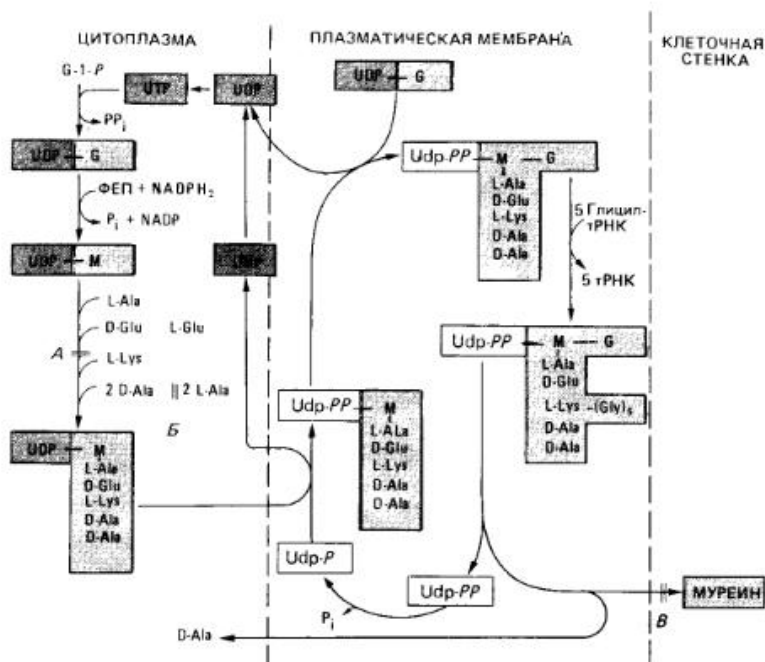 ЦИТОПЛАЗМА
ПЛАЗМАТИЧЕСКАЯ МЕМБРАНА
КЛЕТОЧНАЯ
СТЕНКА
G-1-P
UTP
UDP
UDP
G
PPi
UDP
G
Udp-PP
M
G
L-Ala
D-Glu
L-Lys
D-Ala
D-Ala
ФЕП + NADPH2
Pi + NADP
5 Глицил-
тРНК
5 тРНК
UDP
M
L-Ala
D-Glu
L-Glu
А
L-Lys
2 D-Ala
2 L-Ala
Б
Udp-PP
M
G
L-Ala
D-Glu
L-Lys
(Gly)5
D-Ala
D-Ala
Udp-PP
M
L-ALa
D-Glu
L-Lys
D-Ala
D-Ala
UDP
M
L-Ala
D-Glu
L-Lys
D-Ala
D-Ala
Udp-P
Udp-PP
Pi
МУРЕИН
В
D-Ala